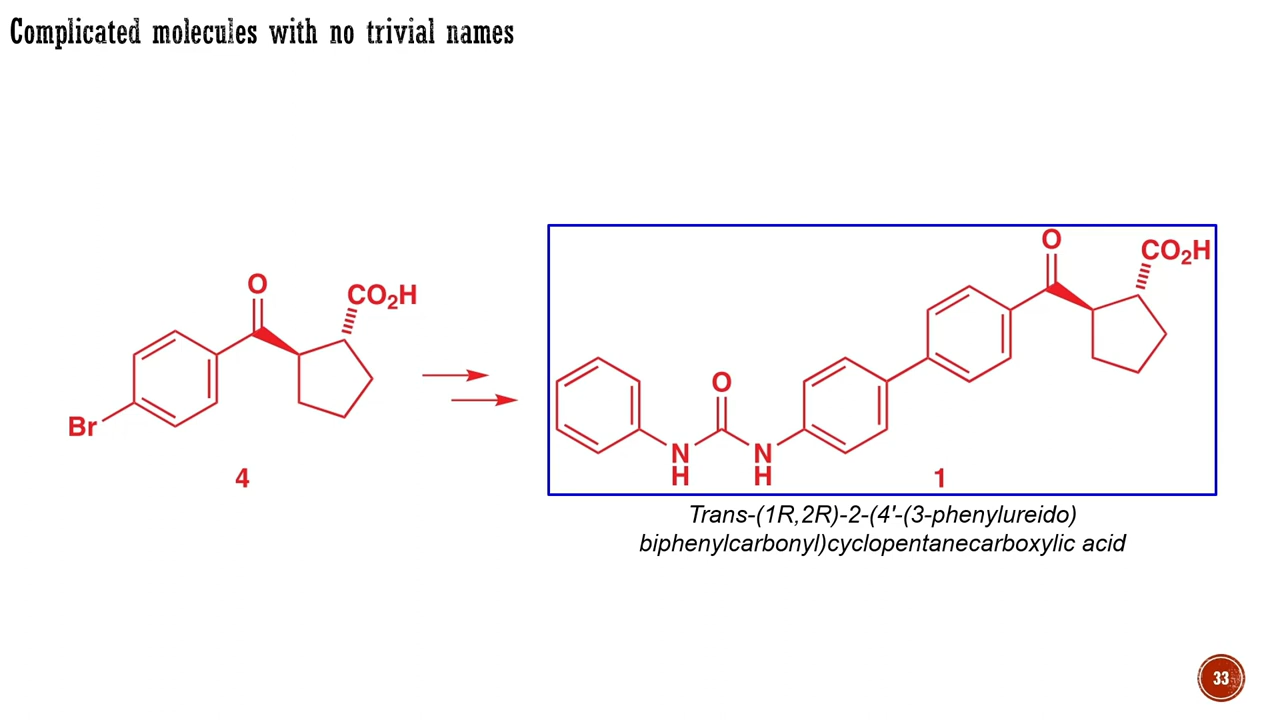 Complicated molecules with no trivial names
O
CO2H
Br
4
O
CO2H
O
N
H
N
H
1
Trans-(1R,2R)-2-(4'-(3-phenylureido)
biphenylcarbonyl)cyclopentanecarboxylic acid
33